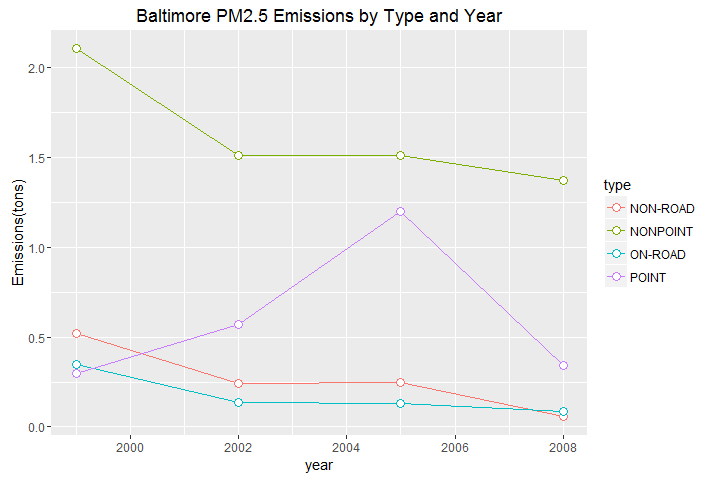 Baltimore PM2.5 Emissions by Type and Year
Emissions(tons)
2.0
1.5
1.0
0.5
0.0
2000
2002
2004
2006
2008
year
type
NON-ROAD
NONPOINT
ON-ROAD
POINT